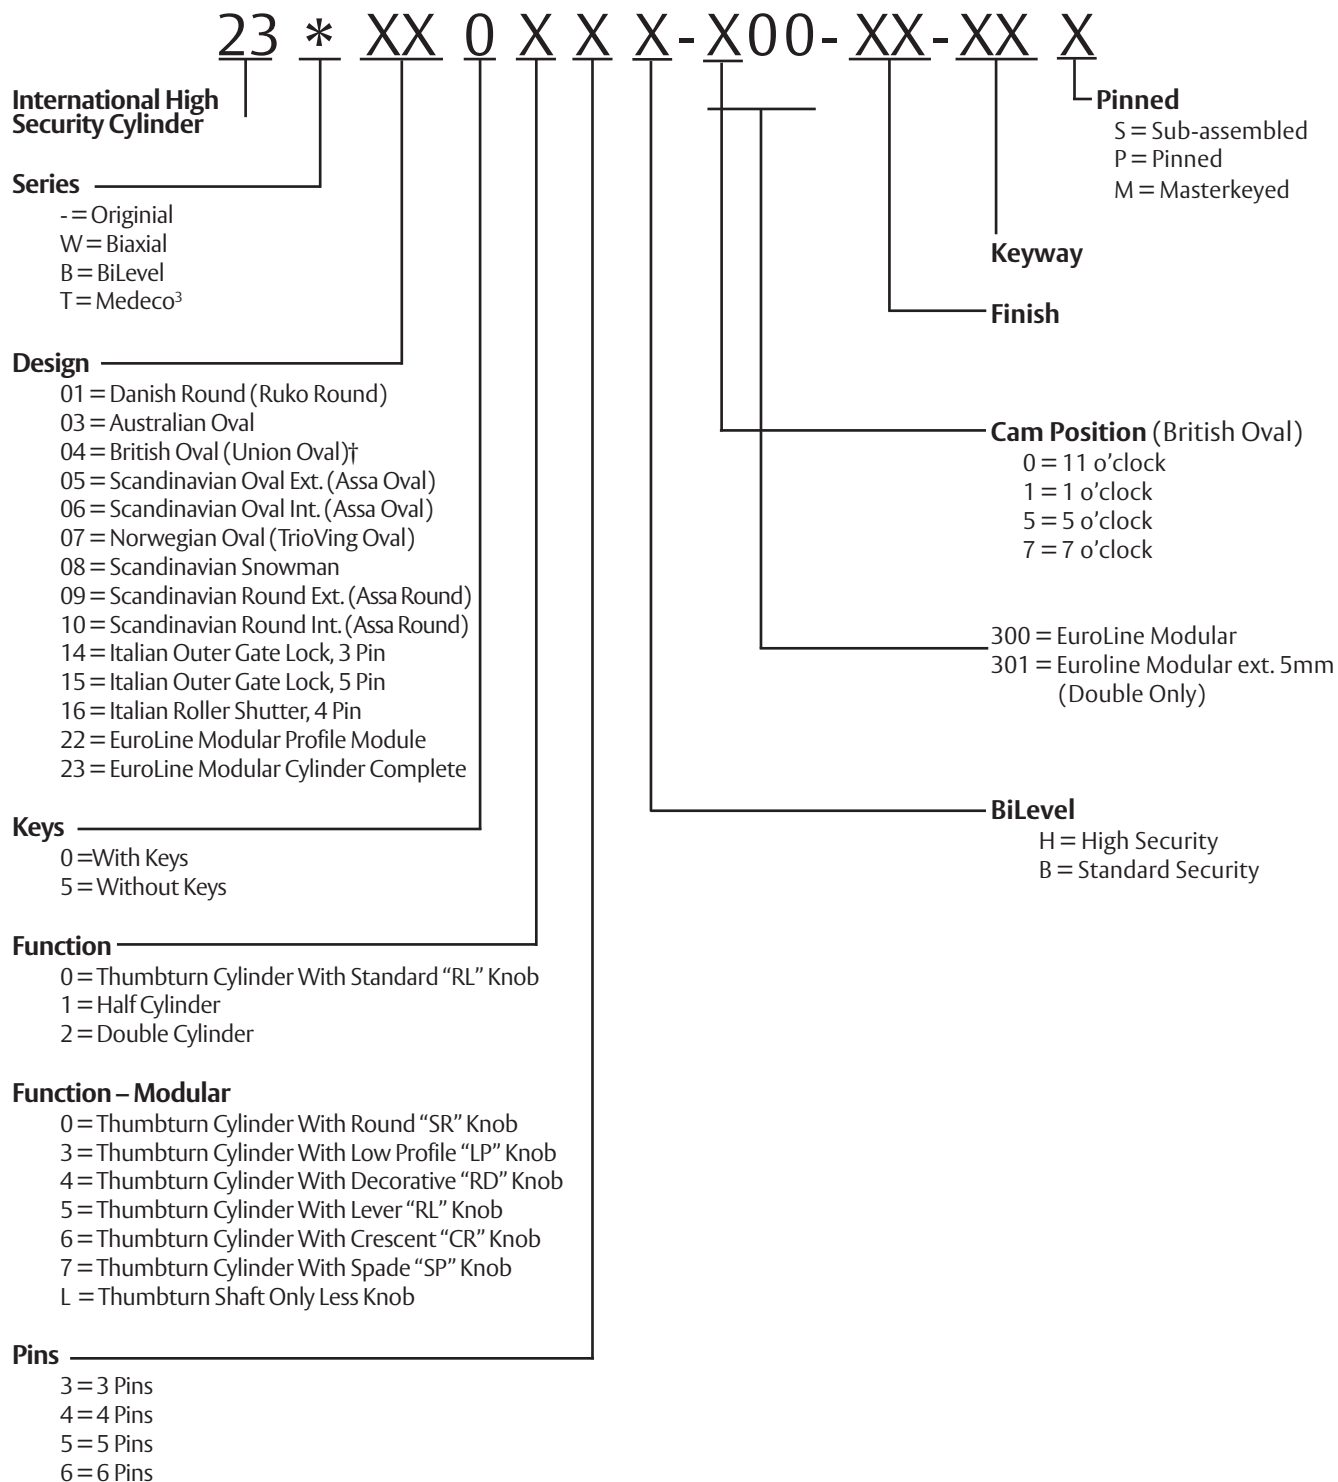 23 * XX 0 X X X-X00-XX-XX X
International High
Security Cylinder
Series
- = Originial
W = Biaxial
B = BiLevel
T = Medeco³
Design
01 = Danish Round (Ruko Round)
03 = Australian Oval
04 = British Oval (Union Oval)†
05 = Scandinavian Oval Ext. (Assa Oval)
06 = Scandinavian Oval Int. (Assa Oval)
07 = Norwegian Oval (TrioVing Oval)
08 = Scandinavian Snowman
09 = Scandinavian Round Ext. (Assa Round)
10 = Scandinavian Round Int. (Assa Round)
14 = Italian Outer Gate Lock, 3 Pin
15 = Italian Outer Gate Lock, 5 Pin
16 = Italian Roller Shutter, 4 Pin
22 = EuroLine Modular Profile Module
23 = EuroLine Modular Cylinder Complete
Keys
0 =With Keys
5 = Without Keys
Function
0 = Thumbturn Cylinder With Standard “RL” Knob
1 = Half Cylinder
2 = Double Cylinder
Function – Modular
0 = Thumbturn Cylinder With Round “SR” Knob
3 = Thumbturn Cylinder With Low Profile “LP” Knob
4 = Thumbturn Cylinder With Decorative “RD” Knob
5 = Thumbturn Cylinder With Lever “RL” Knob
6 = Thumbturn Cylinder With Crescent “CR” Knob
7 = Thumbturn Cylinder With Spade “SP” Knob
L = Thumbturn Shaft Only Less Knob
Pins
3 = 3 Pins
4 = 4 Pins
5 = 5 Pins
6 = 6 Pins
Pinned
S = Sub-assembled
P = Pinned
M = Masterkeyed
Keyway
Finish
Cam Position (British Oval)
0 = 11 o’clock
1 = 1 o’clock
5 = 5 o’clock
7 = 7 o’clock
300 = EuroLine Modular
301 = Euroline Modular ext. 5mm
(Double Only)
BiLevel
H = High Security
B = Standard Security